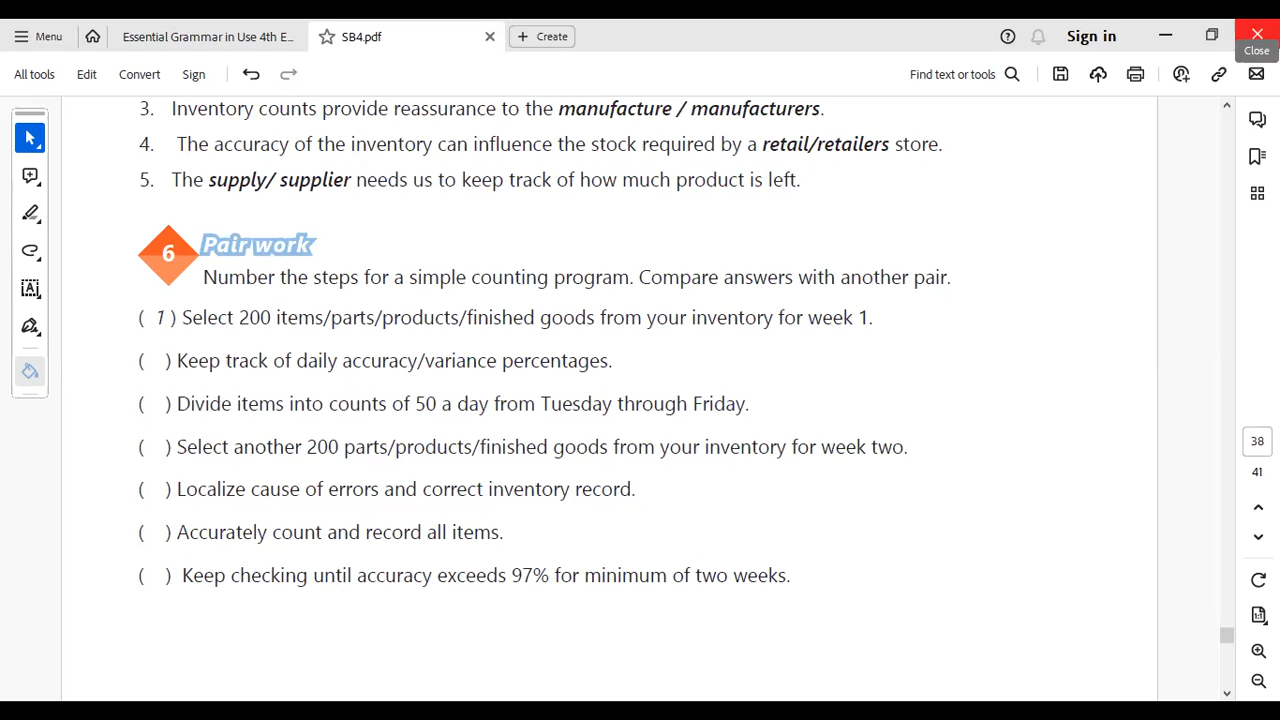 Menu
Essential Grammar in Use 4th E...
SB4.pdf
Create
Sign in
Close
All tools
Edit
Convert
Sign
Find text or tools
3. Inventory counts provide reassurance to the manufacture / manufacturers.
4. The accuracy of the inventory can influence the stock required by a retail/retailers store.
5. The supply/ supplier needs us to keep track of how much product is left.
6
Pair work
Number the steps for a simple counting program. Compare answers with another pair.
( 1 ) Select 200 items/parts/products/finished goods from your inventory for week 1.
( ) Keep track of daily accuracy/variance percentages.
( ) Divide items into counts of 50 a day from Tuesday through Friday.
( ) Select another 200 parts/products/finished goods from your inventory for week two.
( ) Localize cause of errors and correct inventory record.
( ) Accurately count and record all items.
( ) Keep checking until accuracy exceeds 97% for minimum of two weeks.
38
41
1:1